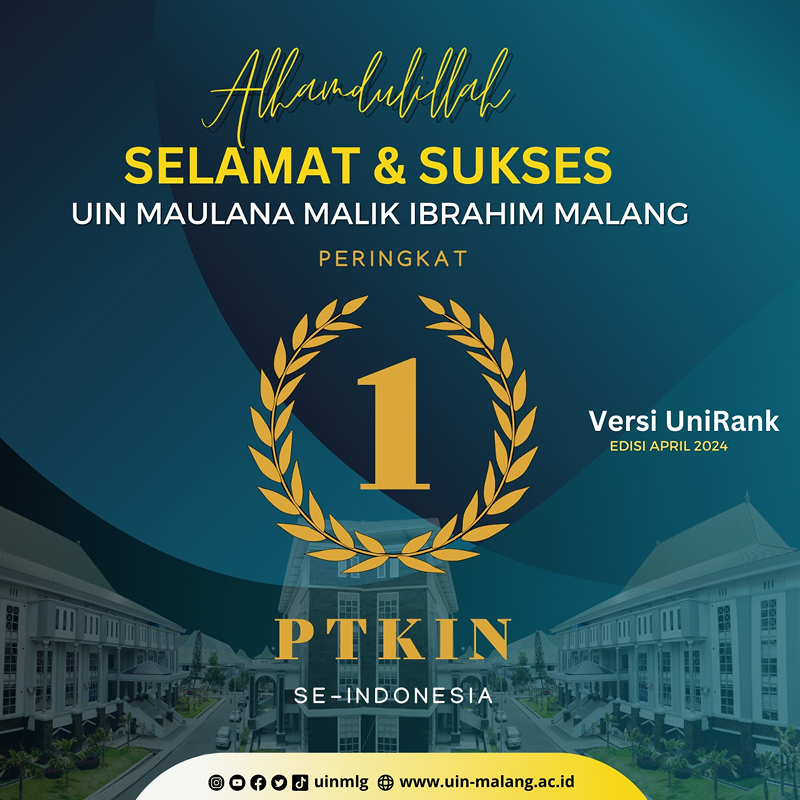 Alhamdulillah
SELAMAT & SUKSES
UIN MAULANA MALIK IBRAHIM MALANG
PERINGKAT
1
Versi UniRank
EDISI APRIL 2024
PTKIN
SE-INDONESIA
uinmlg www.uin-malang.ac.id